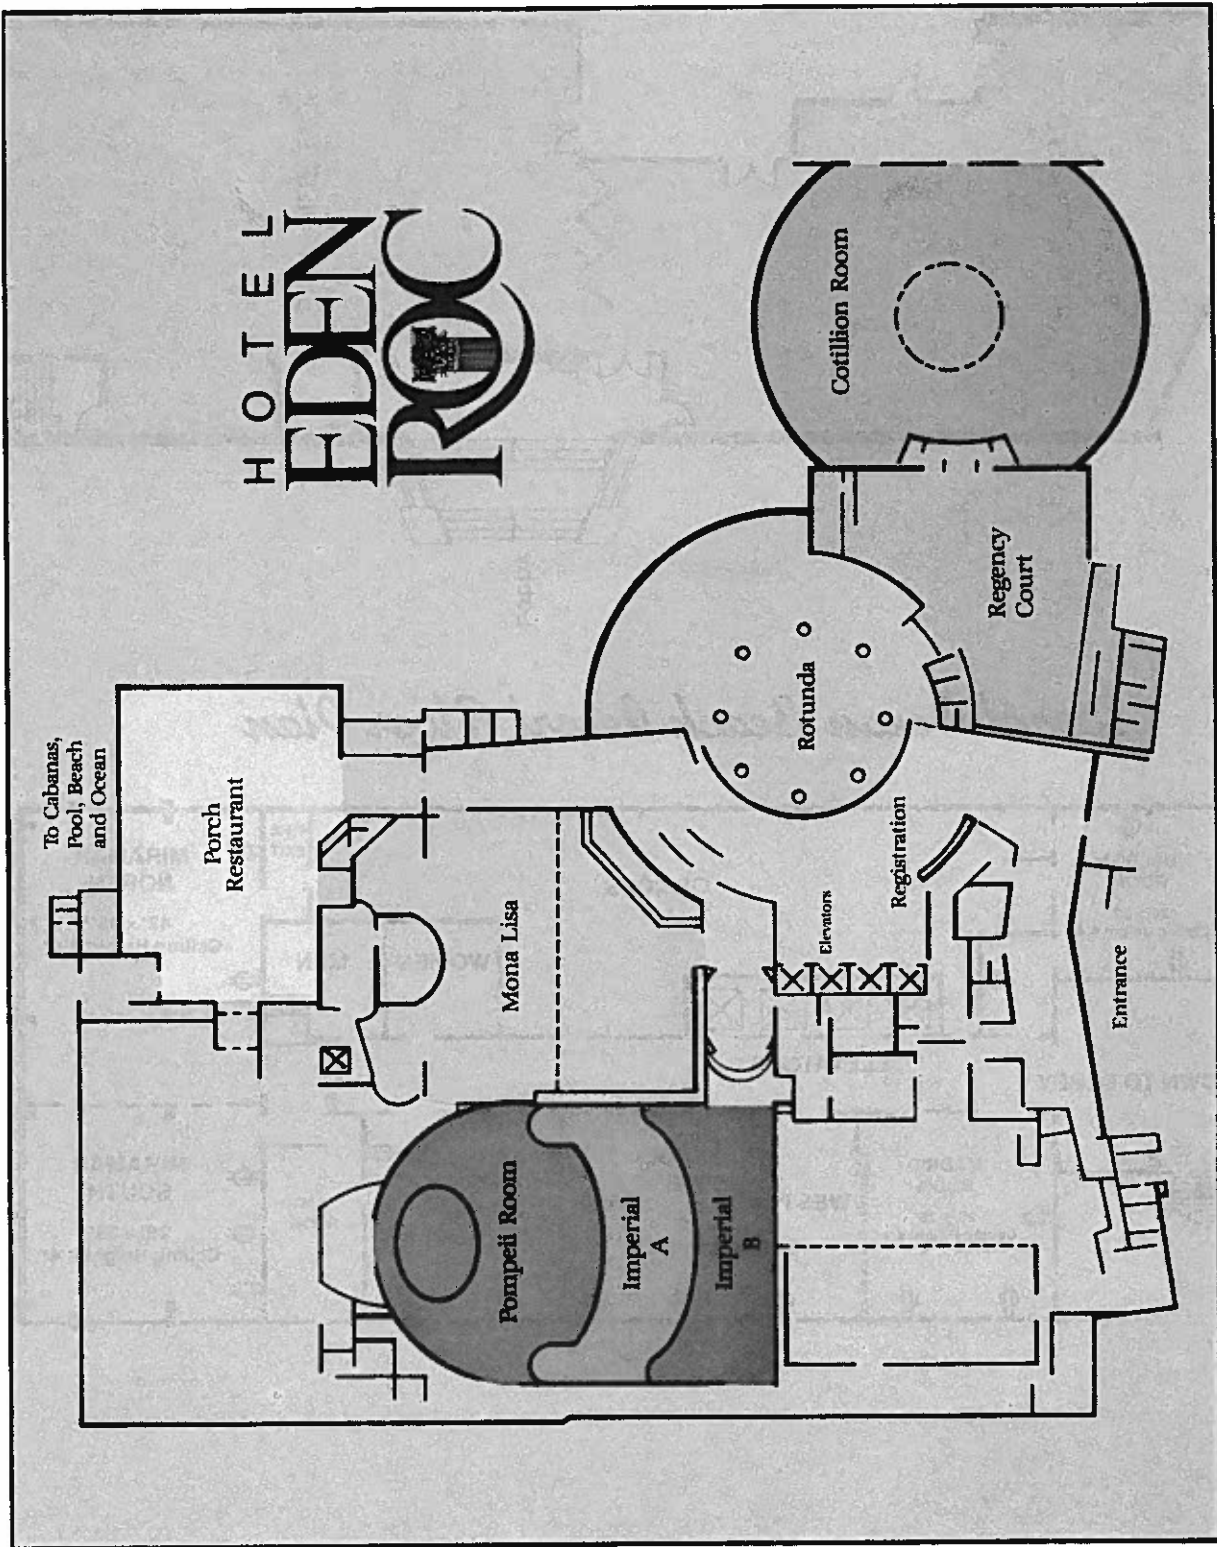 To Cabanas,
Pool, Beach
and Ocean
Porch
Restaurant
HOTEL
EDEN
ROC
Mona Lisa
Pompeii Room
Imperial
A
Imperial
B
Rotunda
Elevators
Cotillion Room
Registration
Regency
Court
Entrance